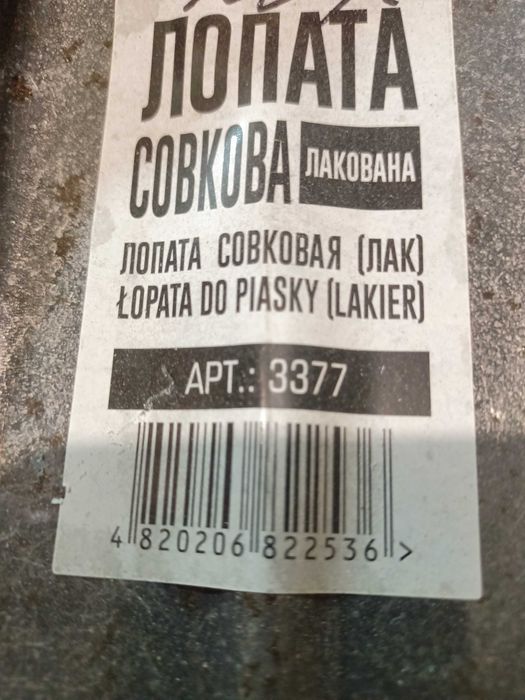 ЛОПАТА
СОВКОВА ЛАКОВАНА
ЛОПАТА СОВКОВАЯ (ЛАК)
ŁOPATA DO PIASKY (LAKIER)
АРТ.: 3377
4 820206 822536 >